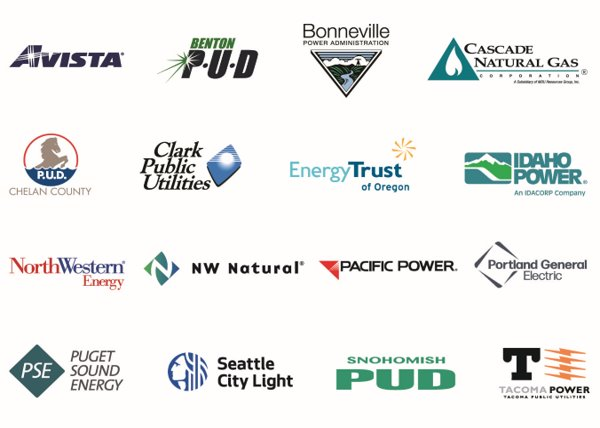 AVISTA®
BENTON
P·U·D
Bonneville
POWER ADMINISTRATION
CASCADE
NATURAL GAS
CORPORATION®
A Subsidiary of MDU Resources Group, Inc.
P.U.D.
CHELAN COUNTY
Clark
Public
Utilities
EnergyTrust
of Oregon
IDAHO
POWER®
An IDACORP Company
NorthWestern®
Energy
NW Natural®
PACIFIC POWER®
Portland General
Electric
PSE
PUGET
SOUND
ENERGY
Seattle
City Light
SNOHOMISH
PUD
T
TACOMA POWER
TACOMA PUBLIC UTILITIES